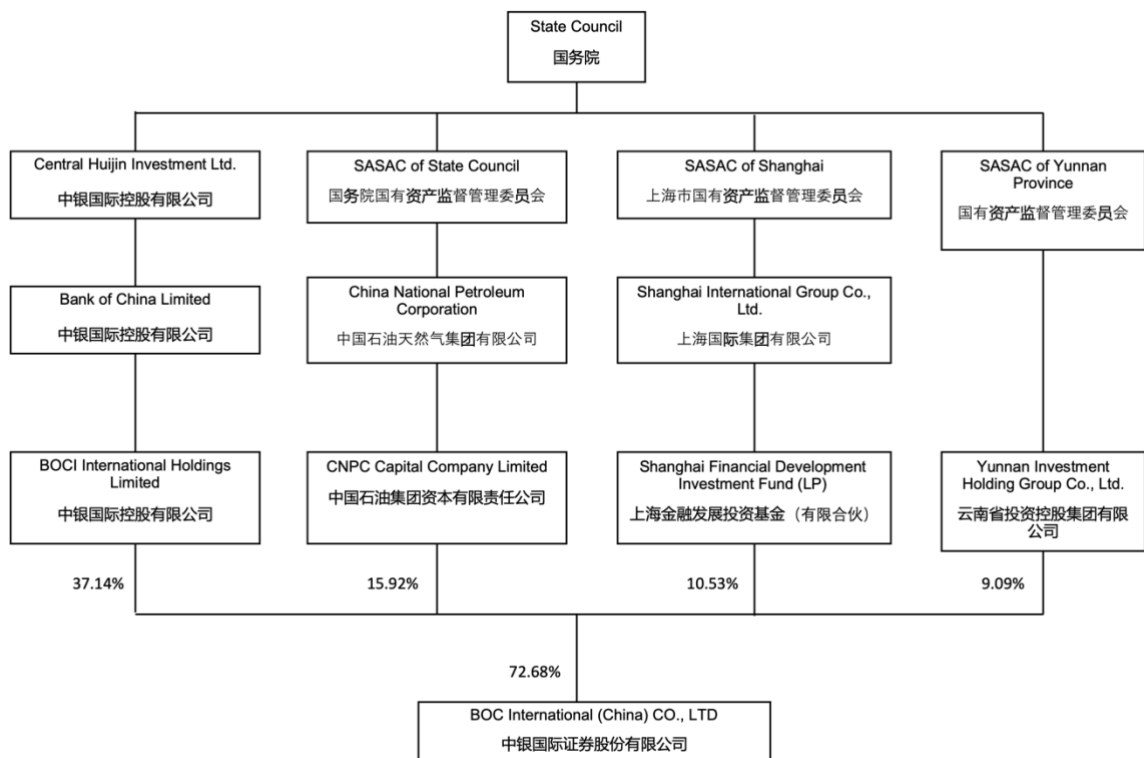 State Council
国务院
Central Huijin Investment Ltd.
中银国际控股有限公司
SASAC of State Council
国务院国有资产监督管理委员会
SASAC of Shanghai
上海市国有资产监督管理委员会
SASAC of Yunnan
Province
国有资产监督管理委员会
Bank of China Limited
中银国际控股有限公司
China National Petroleum
Corporation
中国石油天然气集团有限公司
Shanghai International Group Co.,
Ltd.
上海国际集团有限公司
BOCI International Holdings
Limited
中银国际控股有限公司
CNPC Capital Company Limited
中国石油集团资本有限责任公司
Shanghai Financial Development
Investment Fund (LP)
上海金融发展投资基金（有限合伙）
Yunnan Investment
Holding Group Co., Ltd.
云南省投资控股集团有限
公司
37.14%
15.92%
10.53%
9.09%
72.68%
BOC International (China) CO., LTD
中银国际证券股份有限公司